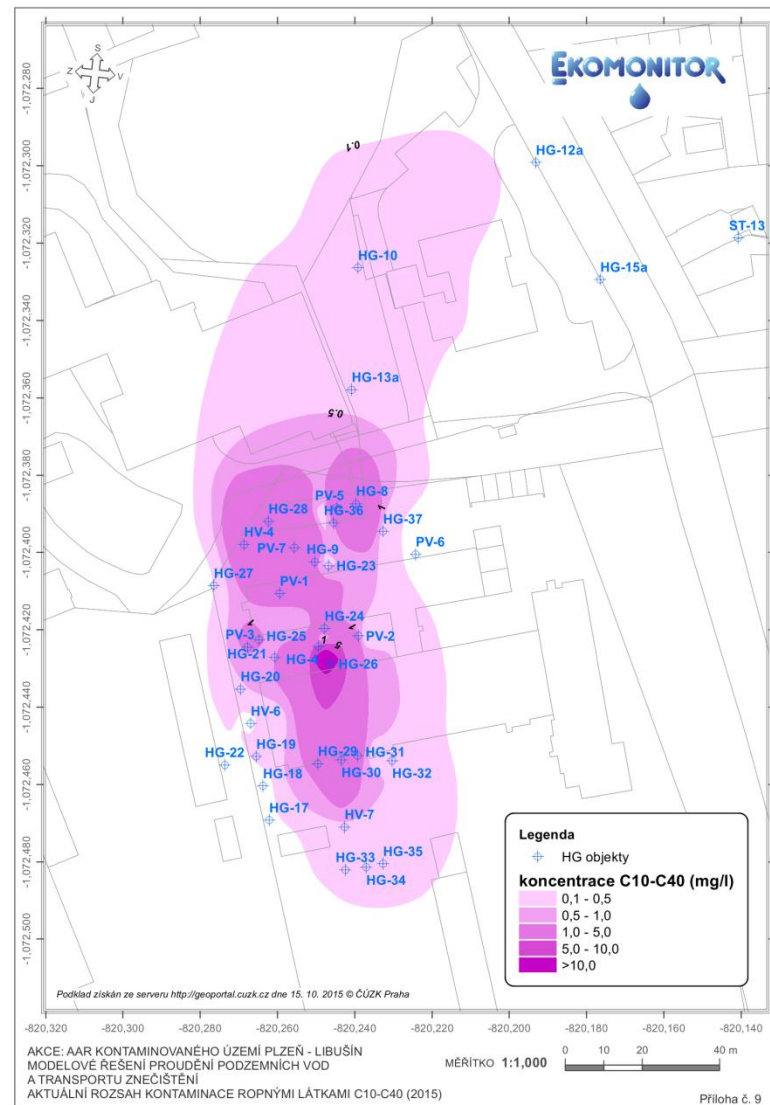 S
Z
V
J
EKOMONITOR
0.1
HG-12a
ST-13
HG-10
HG-15a
HG-13a
0.5
HG-8
PV-5
1
HG-28
HG-36
HG-37
HV-4
PV-7
HG-9
PV-6
HG-23
HG-27
PV-1
HG-24
1
1
PV-3
HG-25
PV-2
1
5
HG-21
HG-4
HG-26
HG-20
HV-6
HG-22
HG-19
HG-29
HG-31
HG-18
HG-30
HG-32
HG-17
HV-7
HG-33
HG-35
HG-34
Legenda
HG objekty
koncentrace C10-C40 (mg/l)
0,1 - 0,5
0,5 - 1,0
1,0 - 5,0
5,0 - 10,0
>10,0
Podklad získán ze serveru http://geoportal.cuzk.cz dne 15. 10. 2015 © ČÚZK Praha
-1,072,280
-1,072,300
-1,072,320
-1,072,340
-1,072,360
-1,072,380
-1,072,400
-1,072,420
-1,072,440
-1,072,460
-1,072,480
-1,072,500
-820,320 -820,300 -820,280 -820,260 -820,240 -820,220 -820,200 -820,180 -820,160 -820,140
AKCE: AAR KONTAMINOVANÉHO ÚZEMÍ PLZEŇ - LIBUŠÍN
MODELOVÉ ŘEŠENÍ PROUDĚNÍ PODZEMNÍCH VOD
A TRANSPORTU ZNEČIŠTĚNÍ
AKTUÁLNÍ ROZSAH KONTAMINACE ROPNÝMI LÁTKAMI C10-C40 (2015)
MĚŘÍTKO 1:1,000
0 10 20 40 m
Příloha č. 9